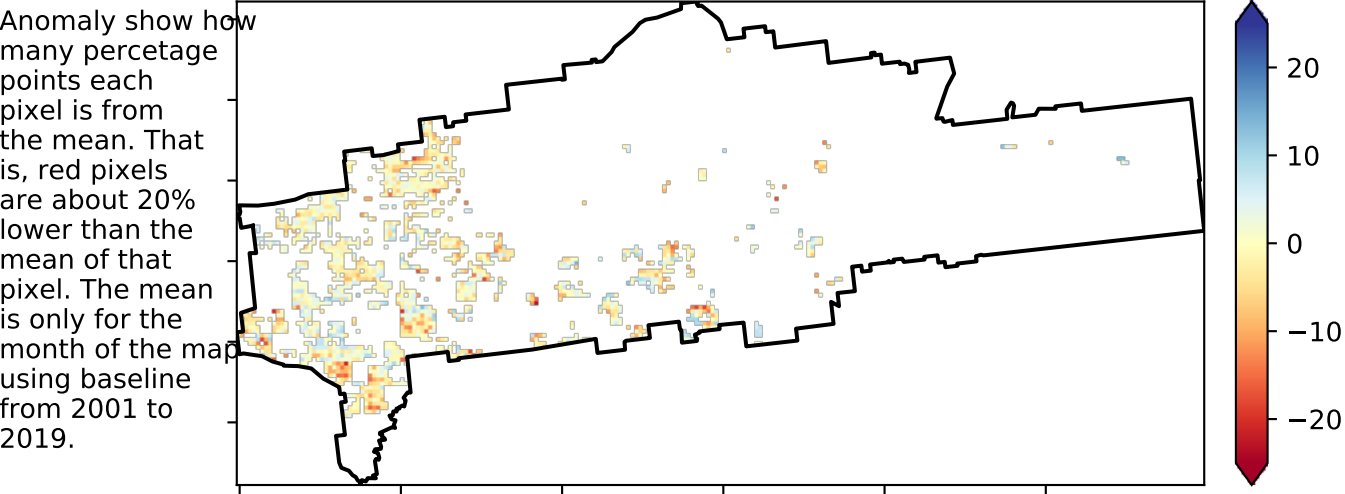 Anomaly show how
many percetage
points each
pixel is from
the mean. That
is, red pixels
are about 20%
lower than the
mean of that
pixel. The mean
is only for the
month of the map
using baseline
from 2001 to
2019.
20
10
0
−10
−20